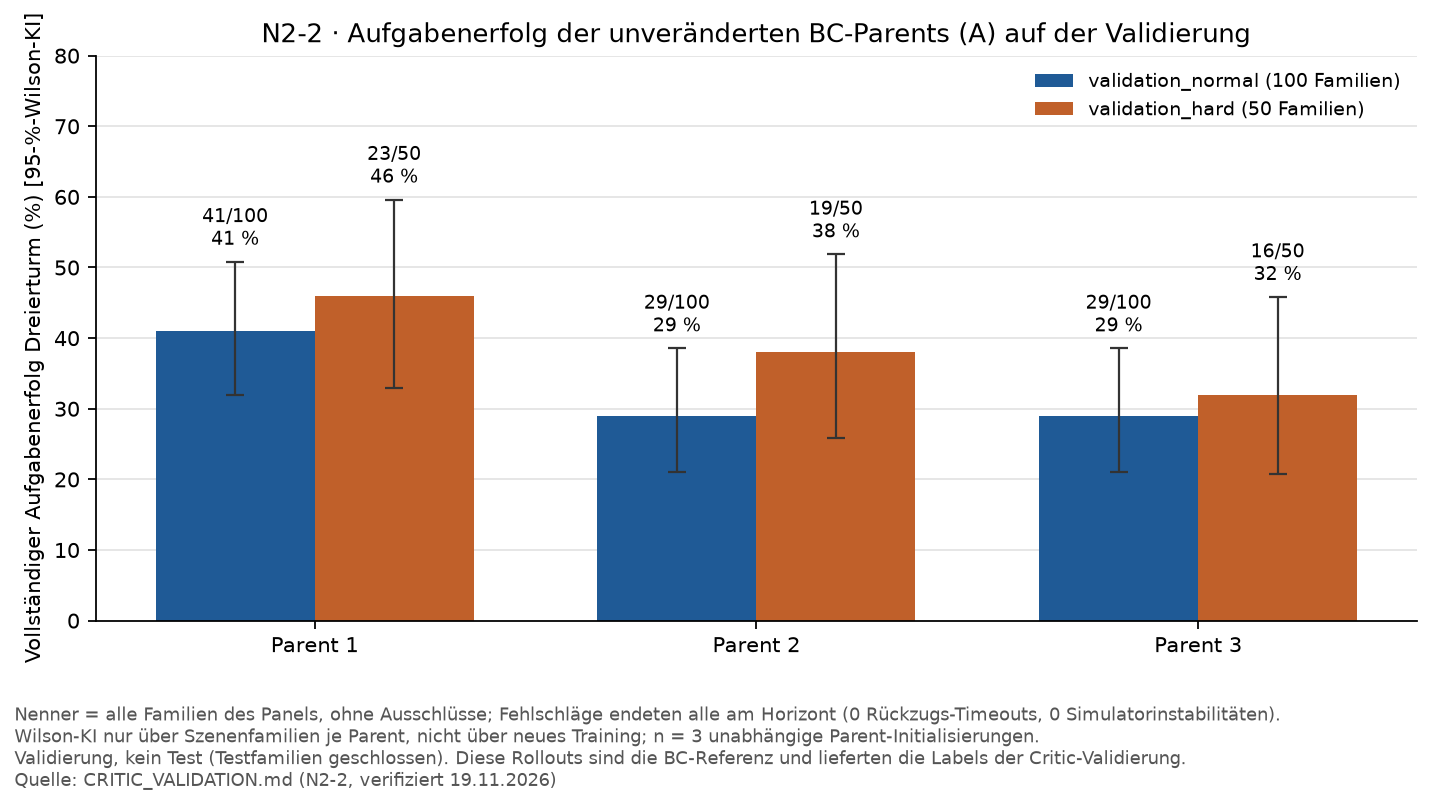 N2-2 · Aufgabenerfolg der unveränderten BC-Parents (A) auf der Validierung
Vollständiger Aufgabenerfolg Dreierturm (%) [95-%-Wilson-KI]
80
70
60
50
40
30
20
10
0
validation_normal (100 Familien)
validation_hard (50 Familien)
41/100
41 %
23/50
46 %
29/100
29 %
19/50
38 %
29/100
29 %
16/50
32 %
Parent 1
Parent 2
Parent 3
Nenner = alle Familien des Panels, ohne Ausschlüsse; Fehlschläge endeten alle am Horizont (0 Rückzugs-Timeouts, 0 Simulatorinstabilitäten).
Wilson-KI nur über Szenenfamilien je Parent, nicht über neues Training; n = 3 unabhängige Parent-Initialisierungen.
Validierung, kein Test (Testfamilien geschlossen). Diese Rollouts sind die BC-Referenz und lieferten die Labels der Critic-Validierung.
Quelle: CRITIC_VALIDATION.md (N2-2, verifiziert 19.11.2026)